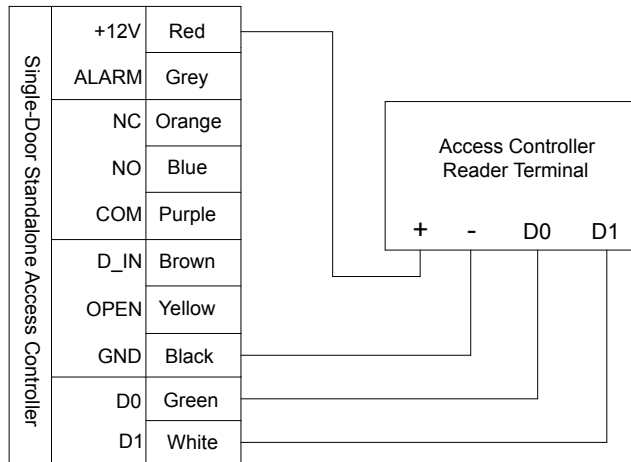 Single-Door Standalone Access Controller
+12V Red
ALARM Grey
NC Orange
NO Blue
COM Purple
D_IN Brown
OPEN Yellow
GND Black
D0 Green
D1 White
Access Controller
Reader Terminal
+ - D0 D1